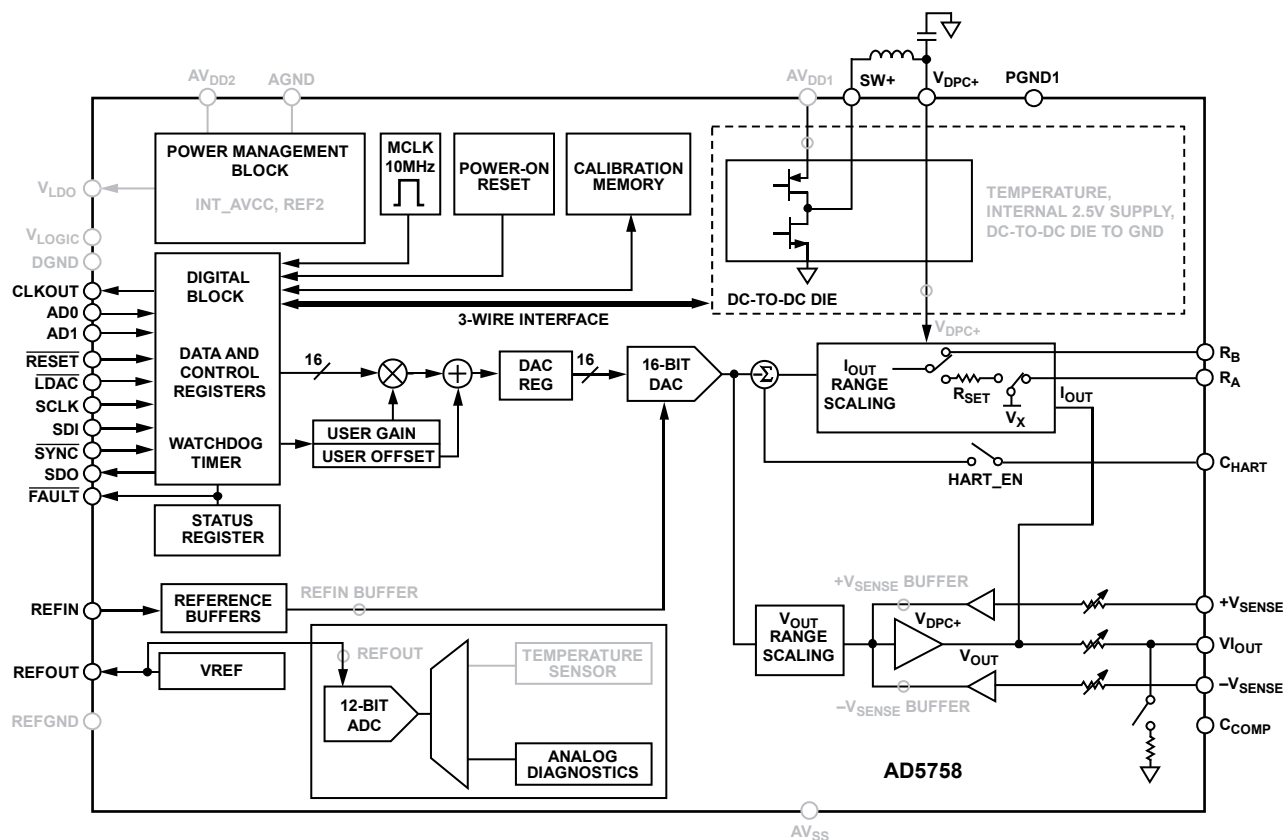 AVDD2
AGND
AVDD1
SW+
VDPC+
PGND1
POWER MANAGEMENT
BLOCK
INT_AVCC, REF2
MCLK
10MHz
POWER-ON
RESET
CALIBRATION
MEMORY
TEMPERATURE,
INTERNAL 2.5V SUPPLY,
DC-TO-DC DIE TO GND
DC-TO-DC DIE
3-WIRE INTERFACE
VLDO
VLOGIC
DGND
CLKOUT
AD0
AD1
RESET
LDAC
SCLK
SDI
SYNC
SDO
FAULT
DIGITAL
BLOCK
DATA AND
CONTROL
REGISTERS
WATCHDOG
TIMER
STATUS
REGISTER
16
USER GAIN
USER OFFSET
DAC
REG
16
16-BIT
DAC
–Σ
VDPC+
IOUT
RANGE
SCALING
RSET
VX
IOUT
RB
RA
CHART
HART_EN
REFIN
REFERENCE
BUFFERS
REFIN BUFFER
REFOUT
VREF
REFGND
REFOUT
12-BIT
ADC
TEMPERATURE
SENSOR
ANALOG
DIAGNOSTICS
VOUT
RANGE
SCALING
+VSENSE BUFFER
VDPC+
VOUT
–VSENSE BUFFER
+VSENSE
VIOUT
–VSENSE
CCOMP
AD5758
AVSS